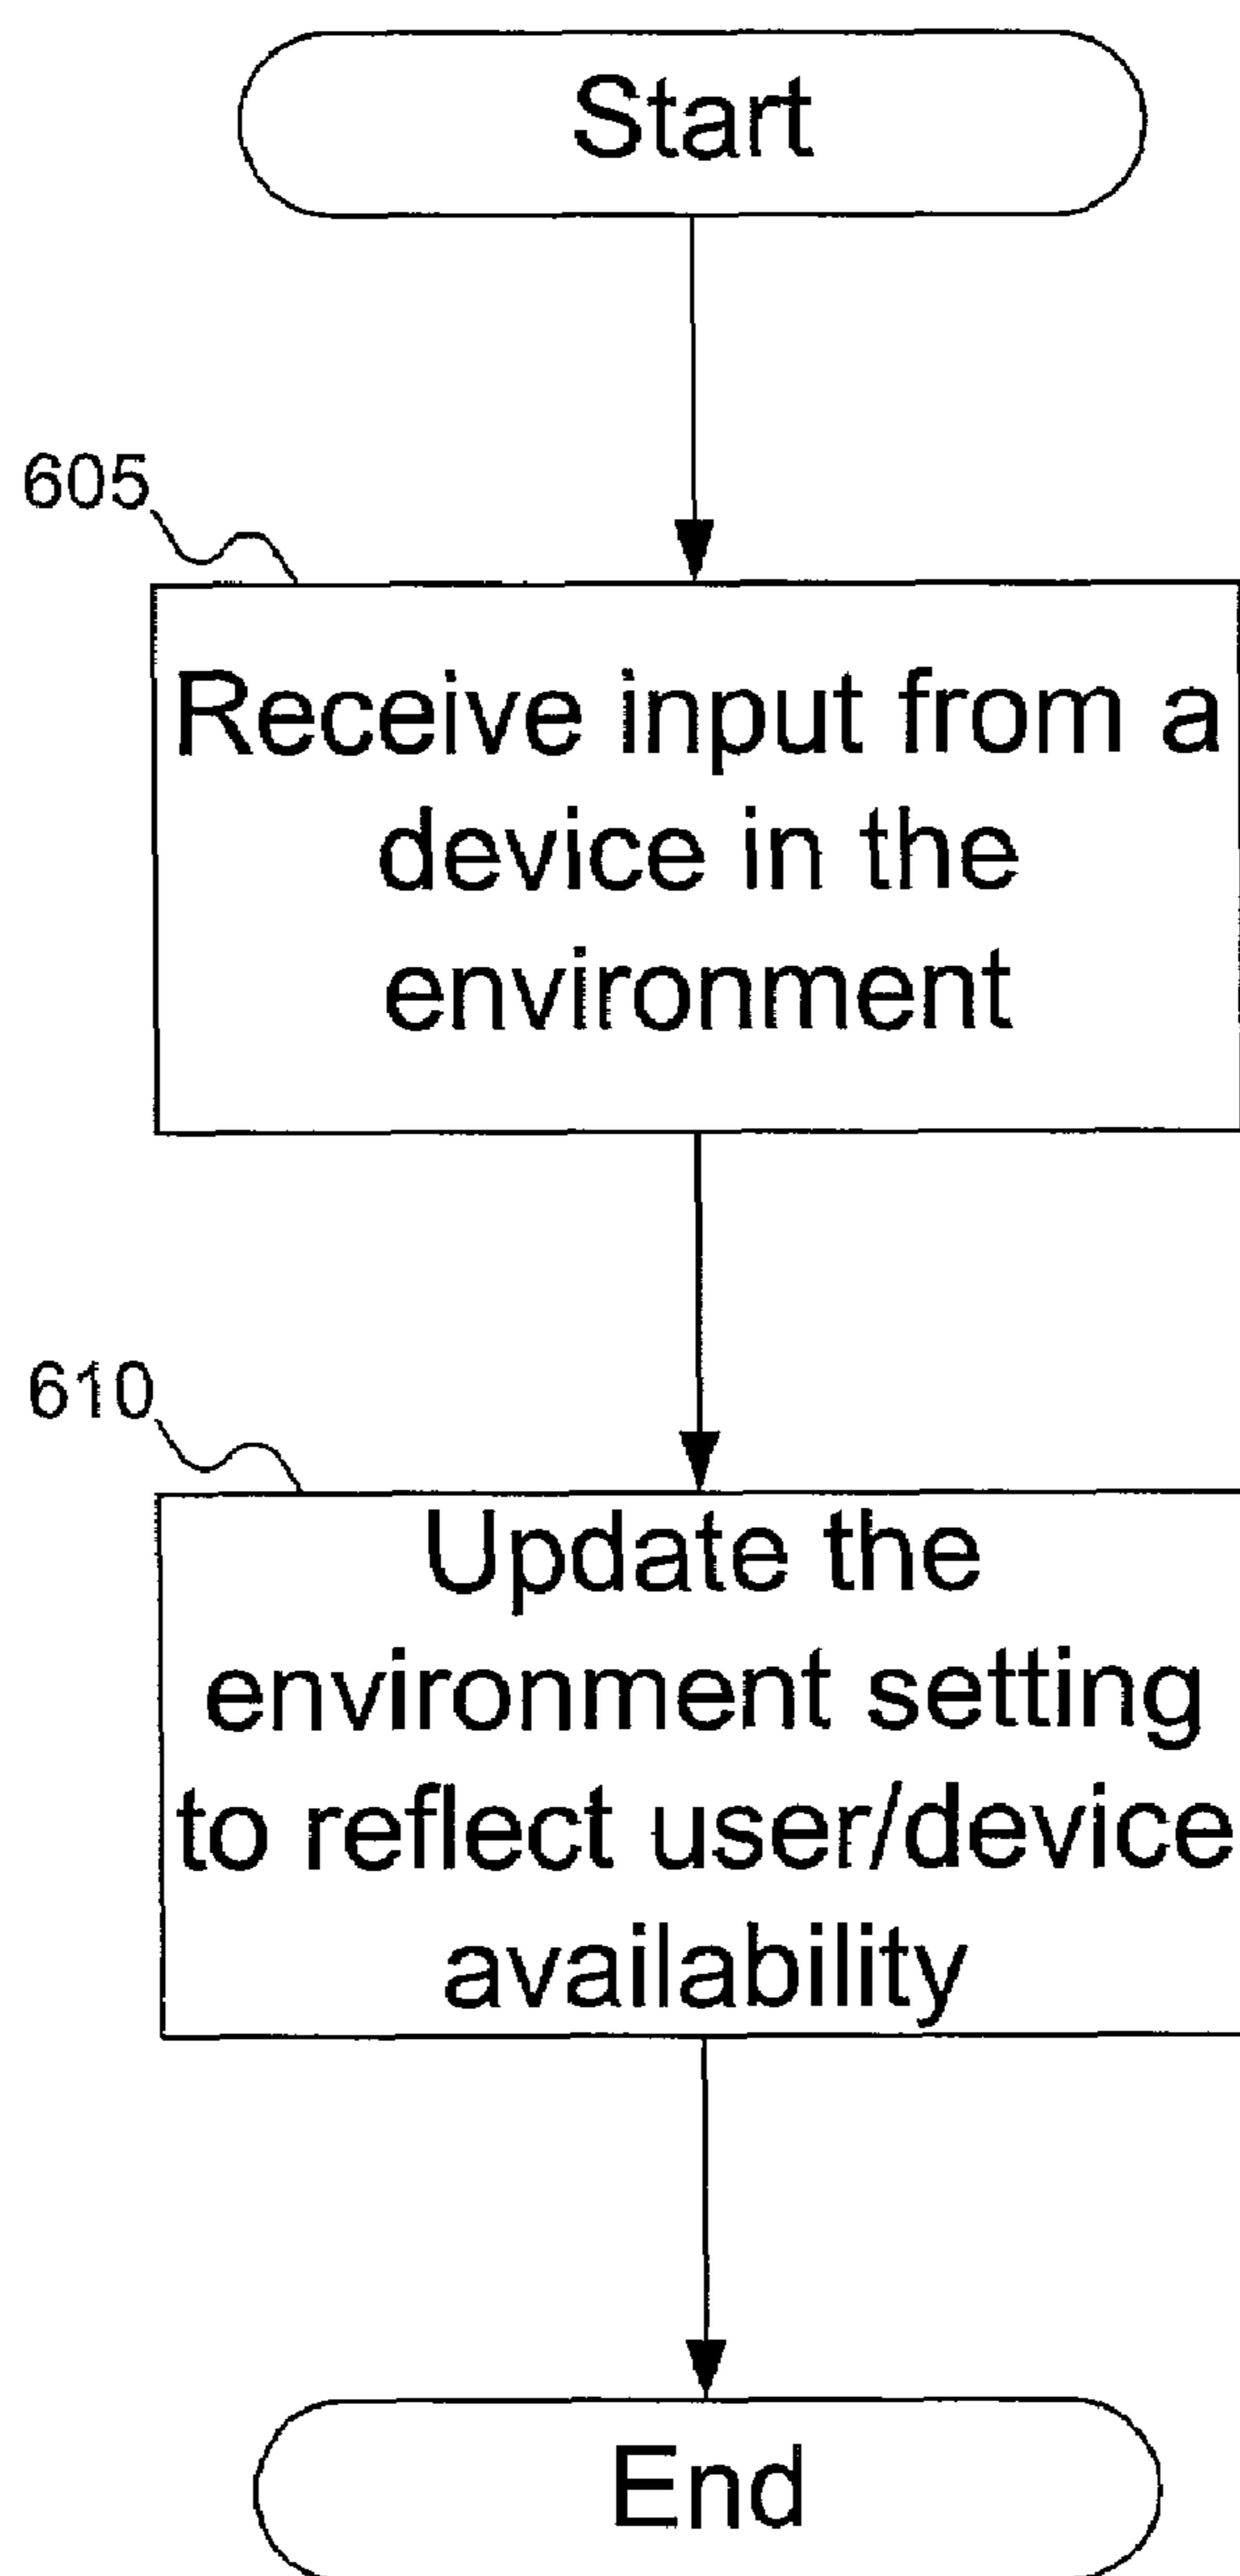 Start
605
Receive input from a
device in the
environment
610
Update the
environment setting
to reflect user/device
availability
End